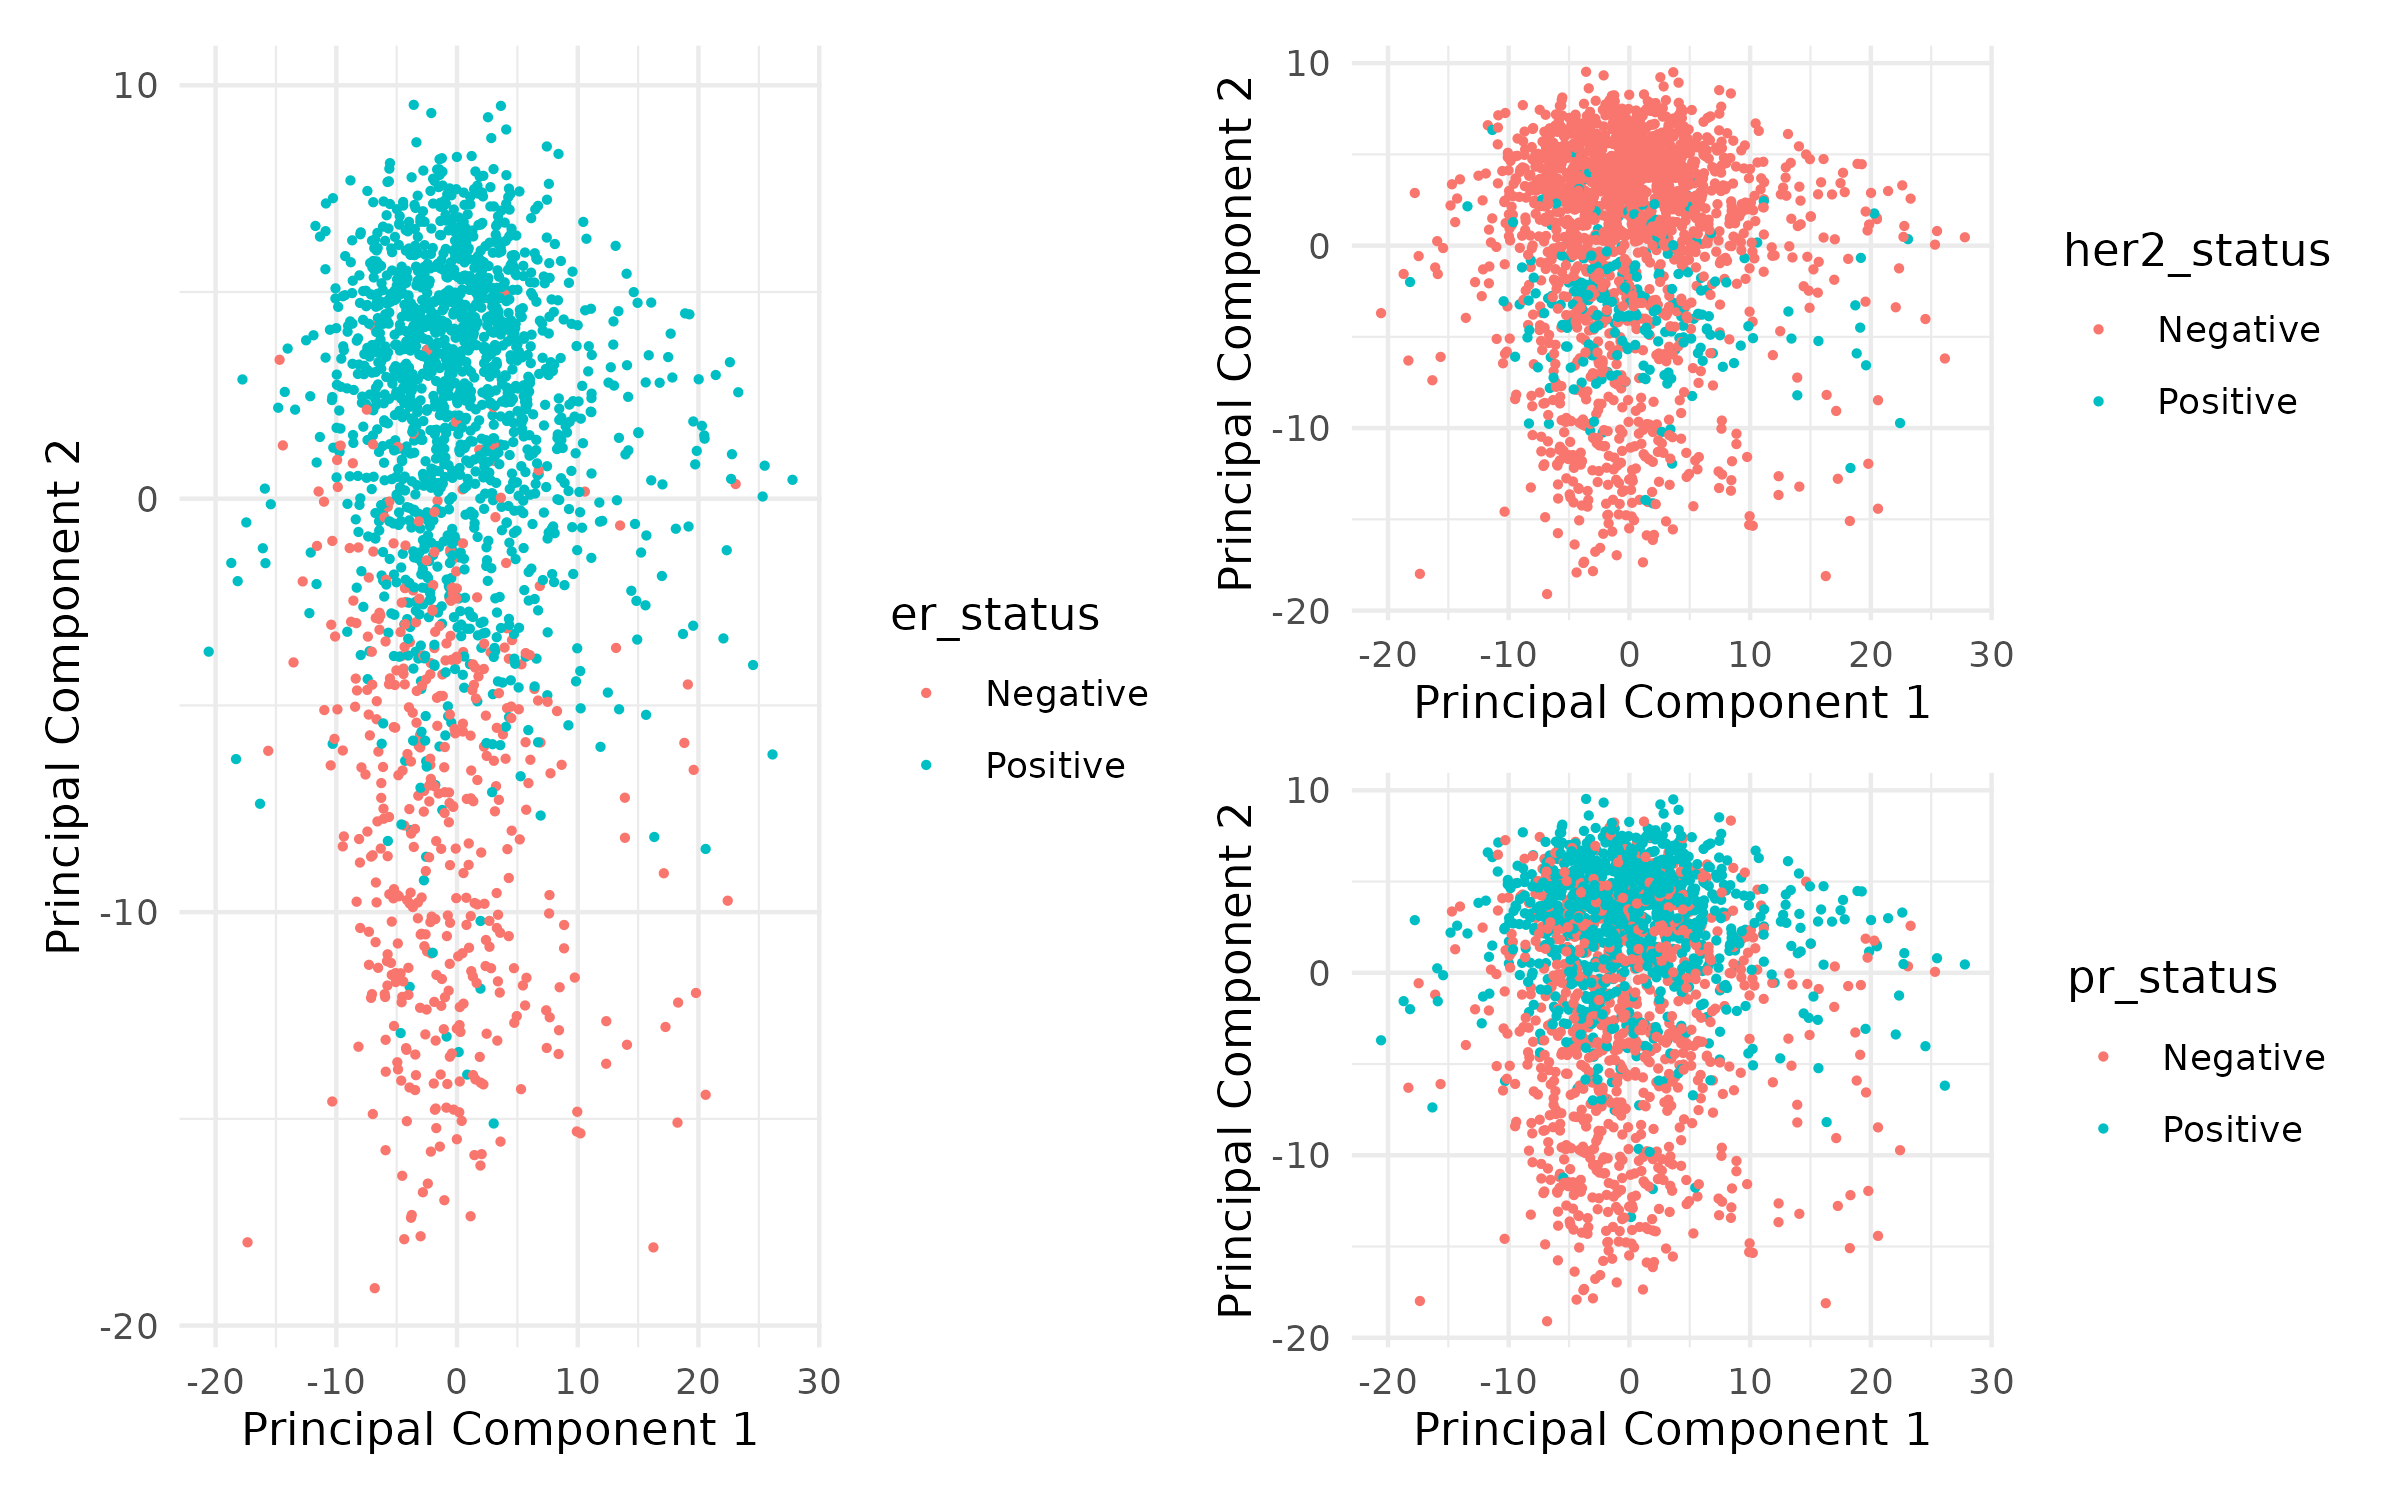 10
0
-10
-20
-20 -10 0 10 20 30
Principal Component 1
Principal Component 2
er_status
Negative
Positive
10
0
-10
-20
-20 -10 0 10 20 30
Principal Component 1
Principal Component 2
her2_status
Negative
Positive
10
0
-10
-20
-20 -10 0 10 20 30
Principal Component 1
Principal Component 2
pr_status
Negative
Positive